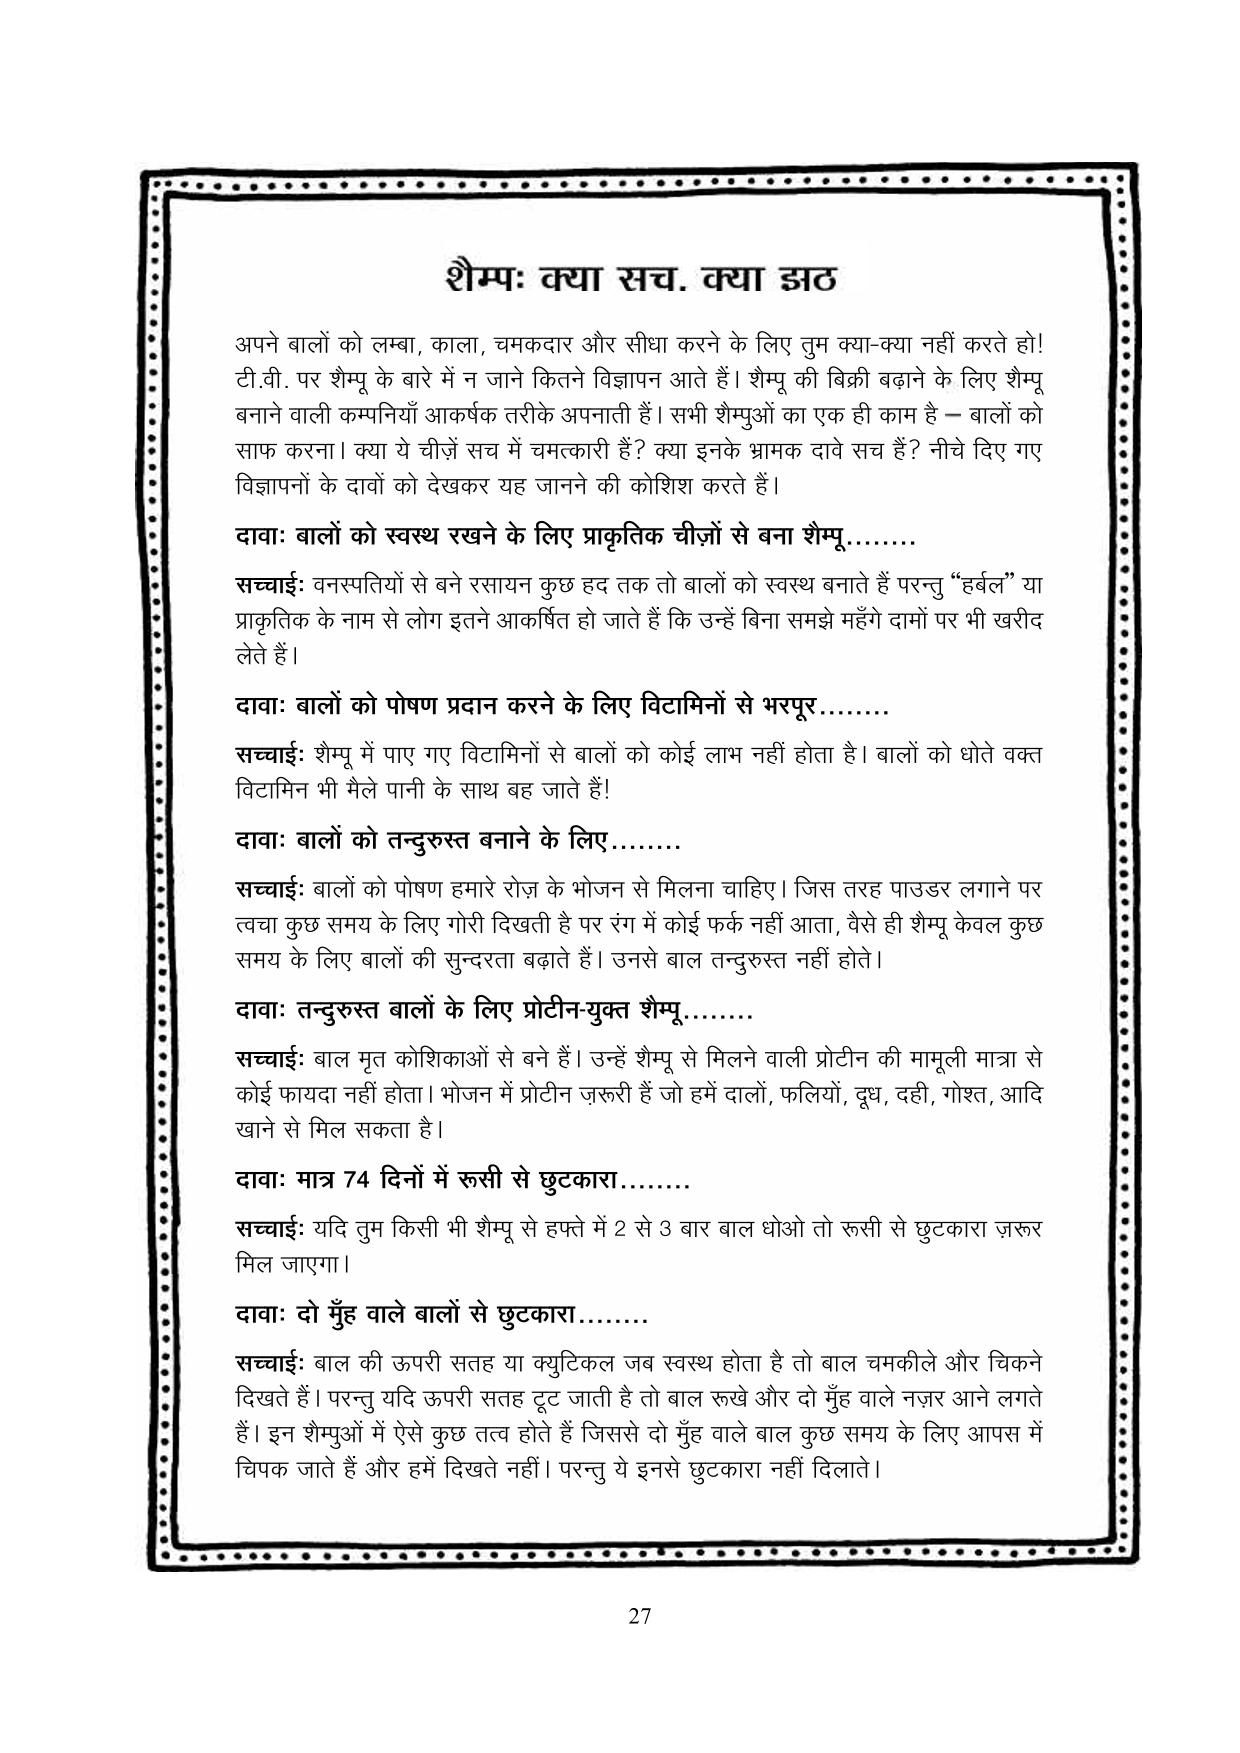 शैम्पः क्या सच. क्या झठ
अपने बालों को लम्बा, काला, चमकदार और सीधा करने के लिए तुम क्या-क्या नहीं करते हो!
टी.वी. पर शैम्पू के बारे में न जाने कितने विज्ञापन आते हैं। शैम्पू की बिक्री बढ़ाने के लिए शैम्पू
बनाने वाली कम्पनियाँ आकर्षक तरीके अपनाती हैं। सभी शैम्पुओं का एक ही काम है – बालों को
साफ करना। क्या ये चीज़ें सच में चमत्कारी हैं? क्या इनके भ्रामक दावे सच हैं? नीचे दिए गए
विज्ञापनों के दावों को देखकर यह जानने की कोशिश करते हैं।
दावाः बालों को स्वस्थ रखने के लिए प्राकृतिक चीज़ों से बना शैम्पू........
सच्चाईः वनस्पतियों से बने रसायन कुछ हद तक तो बालों को स्वस्थ बनाते हैं परन्तु “हर्बल” या
प्राकृतिक के नाम से लोग इतने आकर्षित हो जाते हैं कि उन्हें बिना समझे महँगे दामों पर भी खरीद
लेते हैं।
दावाः बालों को पोषण प्रदान करने के लिए विटामिनों से भरपूर........
सच्चाईः शैम्पू में पाए गए विटामिनों से बालों को कोई लाभ नहीं होता है। बालों को धोते वक्त
विटामिन भी मैले पानी के साथ बह जाते हैं!
दावाः बालों को तन्दुरुस्त बनाने के लिए........
सच्चाईः बालों को पोषण हमारे रोज़ के भोजन से मिलना चाहिए। जिस तरह पाउडर लगाने पर
त्वचा कुछ समय के लिए गोरी दिखती है पर रंग में कोई फर्क नहीं आता, वैसे ही शैम्पू केवल कुछ
समय के लिए बालों की सुन्दरता बढ़ाते हैं। उनसे बाल तन्दुरुस्त नहीं होते।
दावाः तन्दुरुस्त बालों के लिए प्रोटीन-युक्त शैम्पू........
सच्चाईः बाल मृत कोशिकाओं से बने हैं। उन्हें शैम्पू से मिलने वाली प्रोटीन की मामूली मात्रा से
कोई फायदा नहीं होता। भोजन में प्रोटीन ज़रूरी हैं जो हमें दालों, फलियों, दूध, दही, गोश्त, आदि
खाने से मिल सकता है।
दावाः मात्र 74 दिनों में रूसी से छुटकारा........
सच्चाईः यदि तुम किसी भी शैम्पू से हफ्ते में 2 से 3 बार बाल धोओ तो रूसी से छुटकारा ज़रूर
मिल जाएगा।
दावाः दो मुँह वाले बालों से छुटकारा........
सच्चाईः बाल की ऊपरी सतह या क्युटिकल जब स्वस्थ होता है तो बाल चमकीले और चिकने
दिखते हैं। परन्तु यदि ऊपरी सतह टूट जाती है तो बाल रूखे और दो मुँह वाले नज़र आने लगते
हैं। इन शैम्पुओं में ऐसे कुछ तत्व होते हैं जिससे दो मुँह वाले बाल कुछ समय के लिए आपस में
चिपक जाते हैं और हमें दिखते नहीं। परन्तु ये इनसे छुटकारा नहीं दिलाते।
27